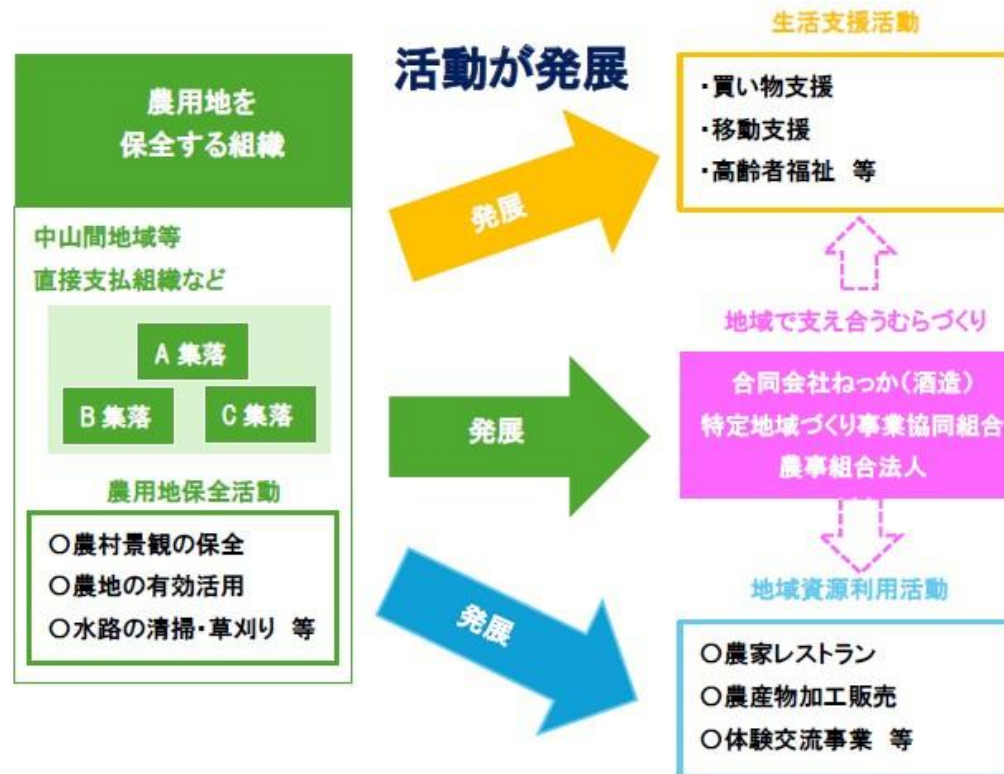 活動が発展
農用地を
保全する組織
中山間地域等
直接支払組織など
A 集落
B 集落
C 集落
農用地保全活動
〇農村景観の保全
〇農地の有効活用
〇水路の清掃・草刈り 等
発展
発展
発展
生活支援活動
・買い物支援
・移動支援
・高齢者福祉 等
地域で支え合うむらづくり
合同会社ねっか(酒造)
特定地域づくり事業協同組合
農事組合法人
地域資源利用活動
〇農家レストラン
〇農産物加工販売
〇体験交流事業 等